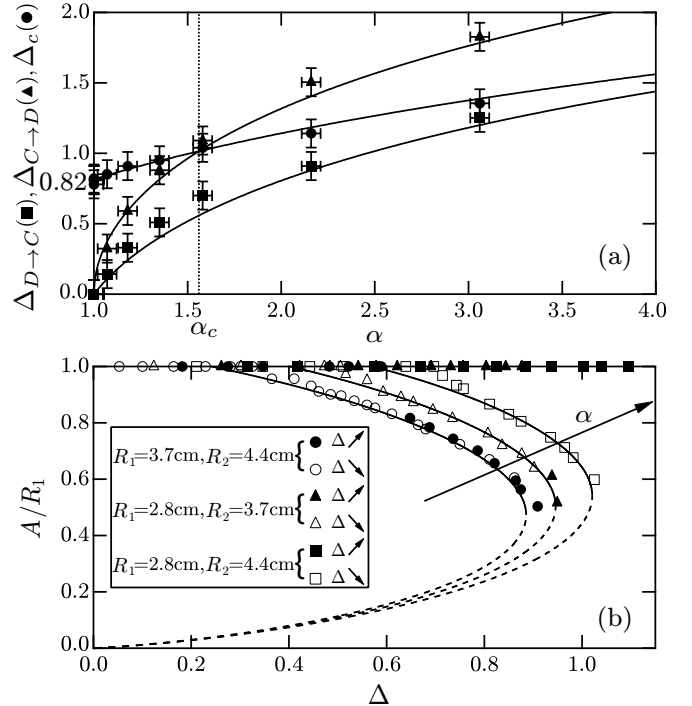 Δ_{D→C}(■), Δ_{C→D}(▲), Δ_c(●)
2.0
1.5
1.0
0.82
0.5
0.0
1.0 1.5 2.0 2.5 3.0 3.5 4.0
α_c
α
(a)
A/R_1
1.0
0.8
0.6
0.4
0.2
0.0
α
R_1=3.7cm,R_2=4.4cm{ ● Δ ↗
○ Δ ↘
R_1=2.8cm,R_2=3.7cm{ ▲ Δ ↗
△ Δ ↘
R_1=2.8cm,R_2=4.4cm{ ■ Δ ↗
□ Δ ↘
(b)
0.0 0.2 0.4 0.6 0.8 1.0
Δ